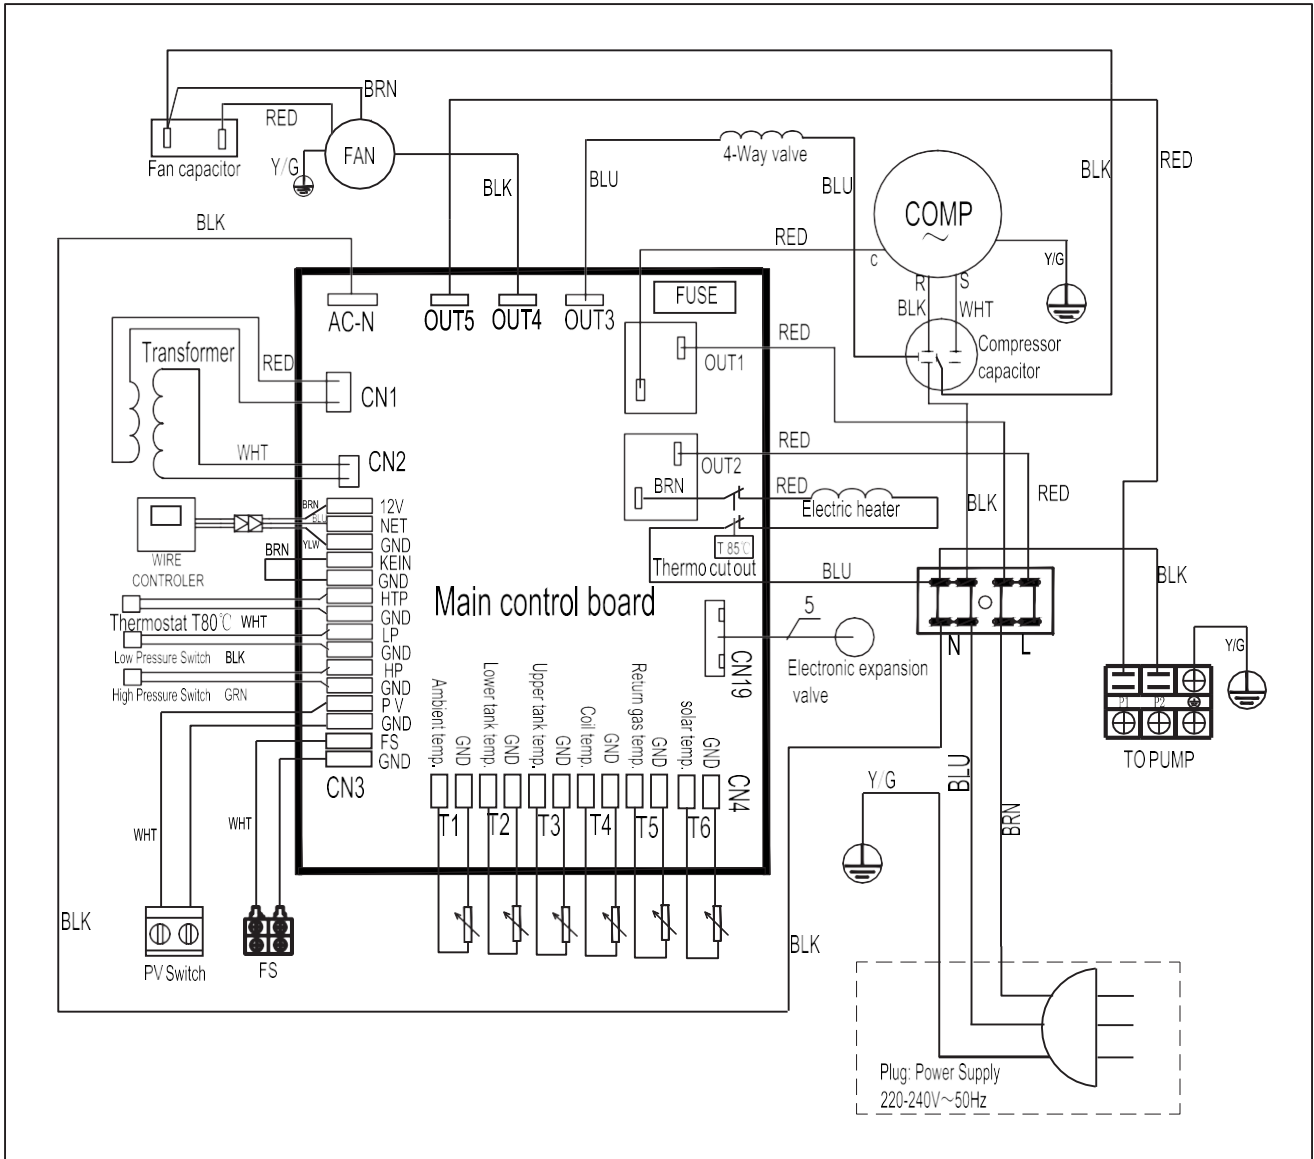 BRN
RED
Fan capacitor
Y/G
FAN
BLK
BLK
BLU
4-Way valve
BLU
COMP
~
BLK
RED
RED
C
R
S
Y/G
BLK
WHT
Compressor
capacitor
AC-N
OUT5
OUT4
OUT3
FUSE
Transformer
RED
CN1
RED
OUT1
WHT
CN2
RED
OUT2
BRN
RED
Electric heater
T 85℃
Thermo cut out
BLK
RED
BLU
BLK
BRN
BLU
YLW
12V
NET
GND
KEIN
GND
HTP
GND
LP
GND
HP
GND
PV
GND
FS
GND
CN3
WIRE
CONTROLER
BRN
Thermostat T80℃ WHT
Low Pressure Switch BLK
High Pressure Switch GRN
Main control board
5
Electronic expansion
valve
CN19
N
L
Y/G
P1
P2
TO PUMP
Ambient temp.
GND
Lower tank temp.
GND
Upper tank temp.
GND
Coil temp.
GND
Return gas temp.
GND
solar temp.
GND
CN4
T1
T2
T3
T4
T5
T6
WHT
WHT
PV Switch
FS
BLK
BLK
Y/G
BLU
BRN
Plug: Power Supply
220-240V～50Hz